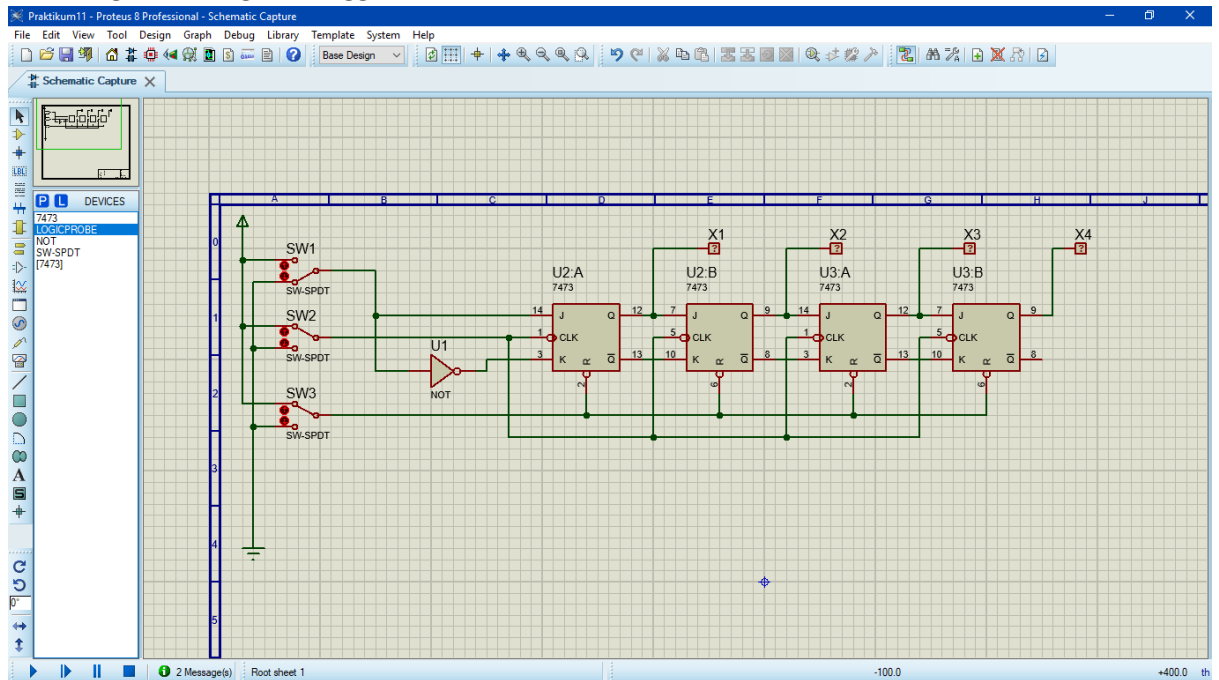 Praktikum11 - Proteus 8 Professional - Schematic Capture
File Edit View Tool Design Graph Debug Library Template System Help
Base Design
Schematic Capture
P L DEVICES
7473
LOGICPROBE
NOT
SW-SPDT
[7473]
A B C D E F G H J
0
1
2
3
4
5
SW1
SW-SPDT
SW2
SW-SPDT
SW3
SW-SPDT
U1
NOT
X1 X2 X3 X4
? ? ? ?
U2:A U2:B U3:A U3:B
7473 7473 7473 7473
14 J Q 12 7 J Q 9 14 J Q 12 7 J Q 9
1 CLK 5 CLK 1 CLK 5 CLK
3 K R Q 13 10 K R Q 8 3 K R Q 13 10 K R Q 8
2 6 2 6
LBL
A
S
0°
2 Message(s) Root sheet 1 -100.0 +400.0 th